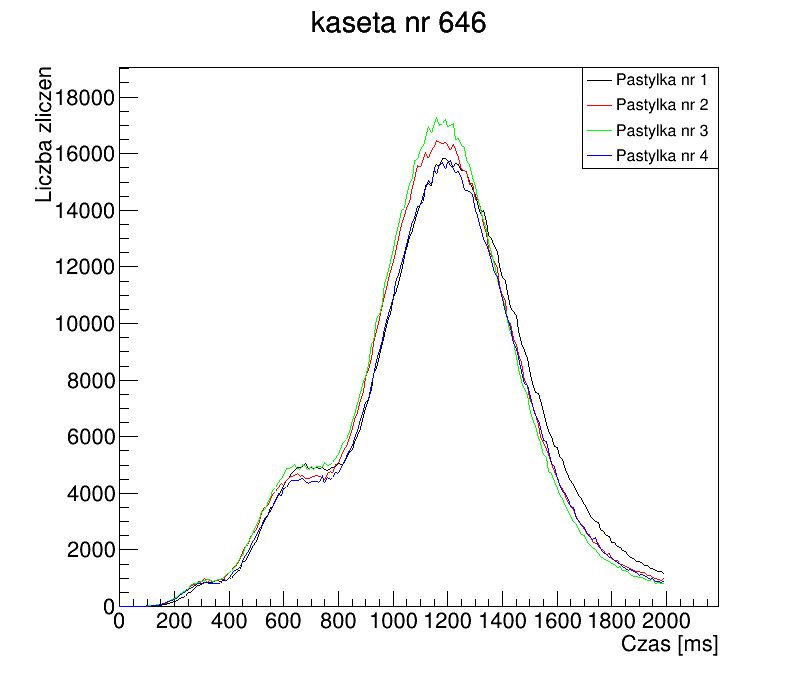 kaseta nr 646
Liczba zliczen
18000
16000
14000
12000
10000
8000
6000
4000
2000
0
Pastylka nr 1
Pastylka nr 2
Pastylka nr 3
Pastylka nr 4
0 200 400 600 800 1000 1200 1400 1600 1800 2000
Czas [ms]